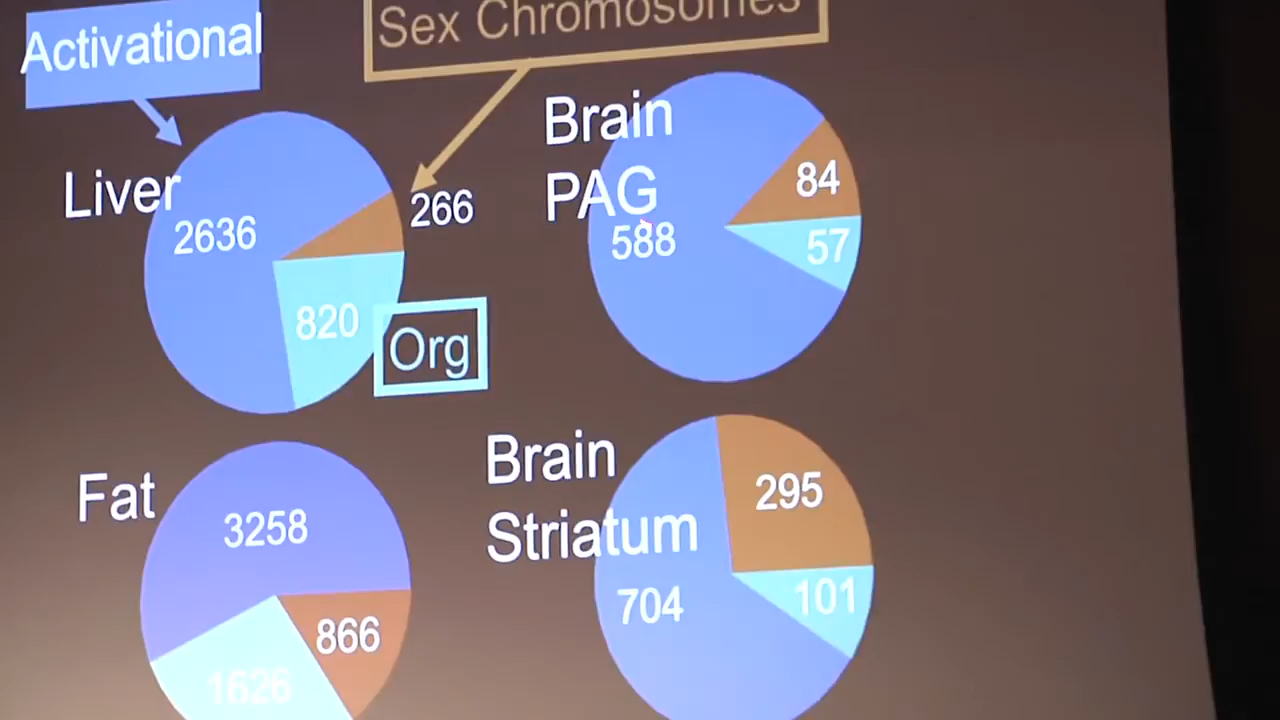 Activational
Sex Chromosomes
Liver
2636
266
820
Org
Brain
PAG
588
84
57
Fat
3258
866
1626
Brain
Striatum
704
295
101